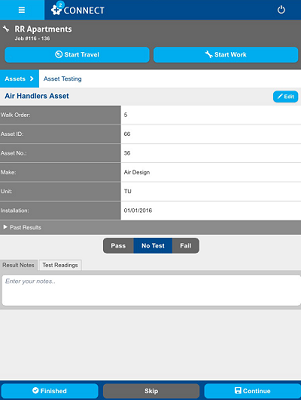 2
CONNECT
RR Apartments
Job #116 - 136
Start Travel
Start Work
Assets
Asset Testing
Air Handlers Asset
Edit
Walk Order: 5
Asset ID: 66
Asset No.: 36
Make: Air Design
Unit: TU
Installation: 01/01/2016
Past Results
Pass No Test Fail
Result Notes Test Readings
Enter your notes..
Finished Skip Continue